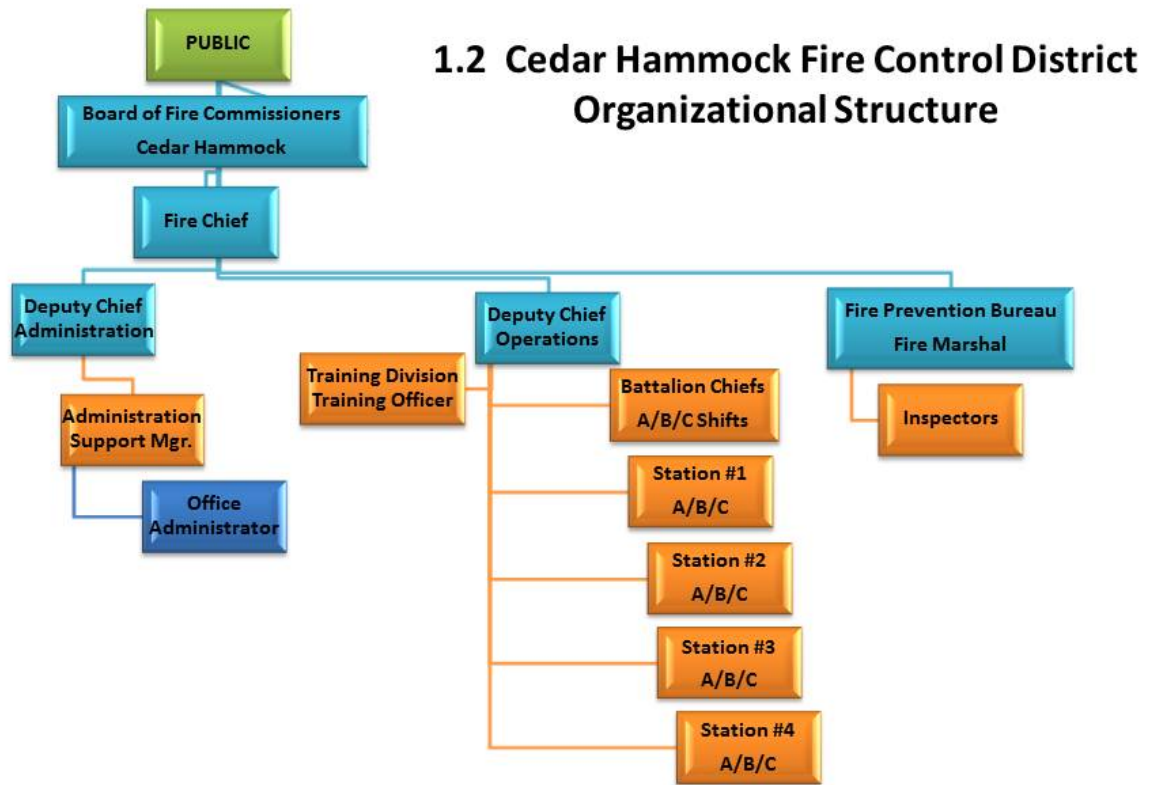 PUBLIC
1.2 Cedar Hammock Fire Control District
Organizational Structure
Board of Fire Commissioners
Cedar Hammock
Fire Chief
Deputy Chief
Administration
Deputy Chief
Operations
Fire Prevention Bureau
Fire Marshal
Training Division
Training Officer
Battalion Chiefs
A/B/C Shifts
Administration
Support Mgr.
Inspectors
Station #1
A/B/C
Office
Administrator
Station #2
A/B/C
Station #3
A/B/C
Station #4
A/B/C